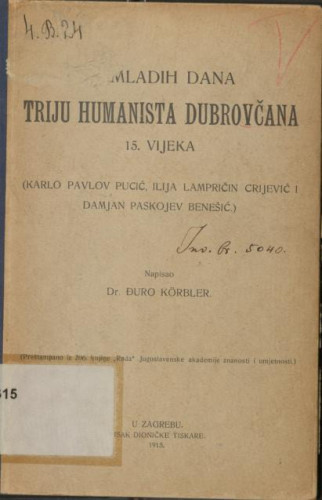 4. B. 24
MLADIH DANA
TRIJU HUMANISTA DUBROVČANA
15. VIJEKA
(KARLO PAVLOV PUCIĆ, ILIJA LAMPRIČIN CRIJEVIĆ I
DAMJAN PASKOJEV BENEŠIĆ.)
Inv. br. 5040.
Napisao
Dr. ĐURO KÖRBLER.
(Preštampano iz 206. knjige „Rada" Jugoslavenske akademije znanosti i umjetnosti.)
615
U ZAGREBU.
TISAK DIONIČKE TISKARE.
1915.